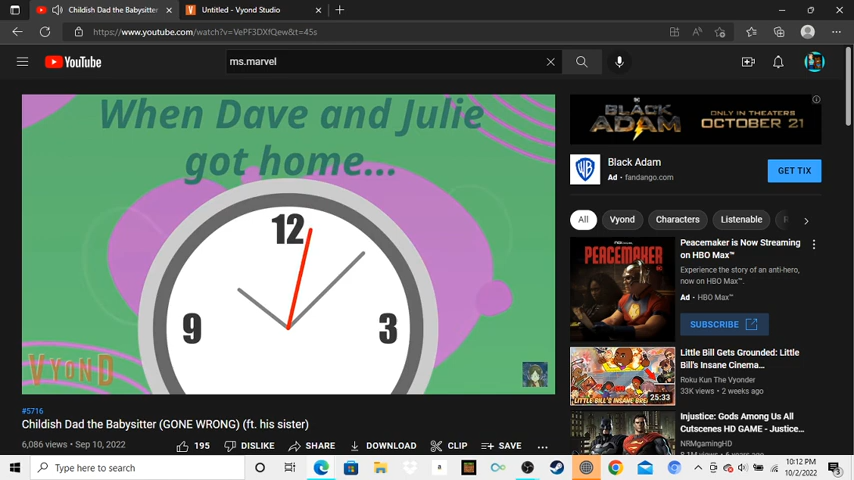 Childish Dad the Babysitter
Untitled - Vyond Studio
https://www.youtube.com/watch?v=VePF3DXfQew&t=45s
YouTube
ms.marvel
When Dave and Julie
got home...
12
9
3
VYOND
#5716
Childish Dad the Babysitter (GONE WRONG) (ft. his sister)
6,086 views • Sep 10, 2022
195
DISLIKE
SHARE
DOWNLOAD
CLIP
SAVE
BLACK
ADAM
ONLY IN THEATERS
OCTOBER 21
Black Adam
Ad • fandango.com
GET TIX
All
Vyond
Characters
Listenable
PEACEMAKER
Peacemaker is Now Streaming
on HBO Max™
Experience the story of an anti-hero,
now on HBO Max™.
Ad • HBO Max™
SUBSCRIBE
LITTLE BILL'S INSANE
25:33
Little Bill Gets Grounded: Little
Bill's Insane Cinema...
Roku Kun The Vyonder
33K views • 2 weeks ago
Injustice: Gods Among Us All
Cutscenes HD GAME - Justice...
NRMgamingHD
Type here to search
10:12 PM
10/2/2022
3